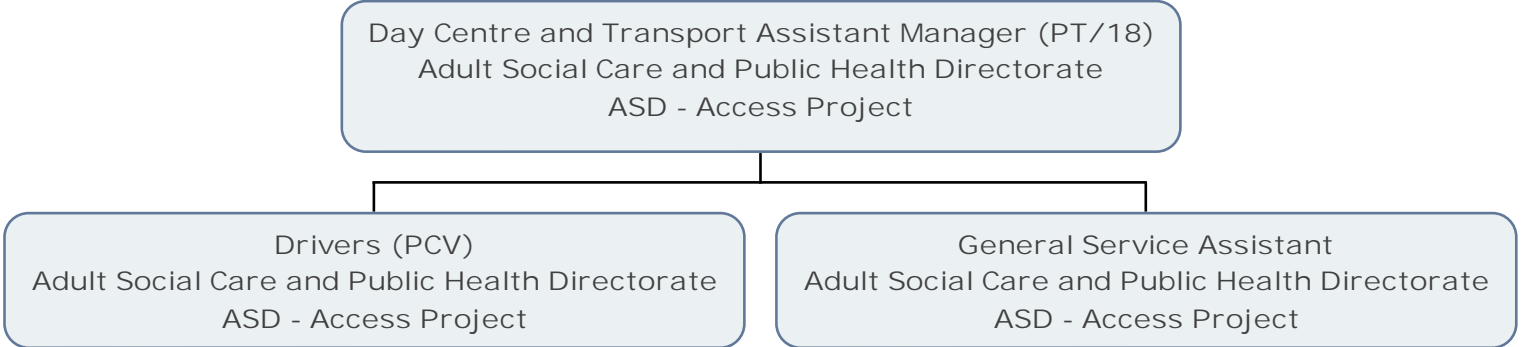 Day Centre and Transport Assistant Manager (PT/18)
Adult Social Care and Public Health Directorate
ASD - Access Project
Drivers (PCV)
Adult Social Care and Public Health Directorate
ASD - Access Project
General Service Assistant
Adult Social Care and Public Health Directorate
ASD - Access Project